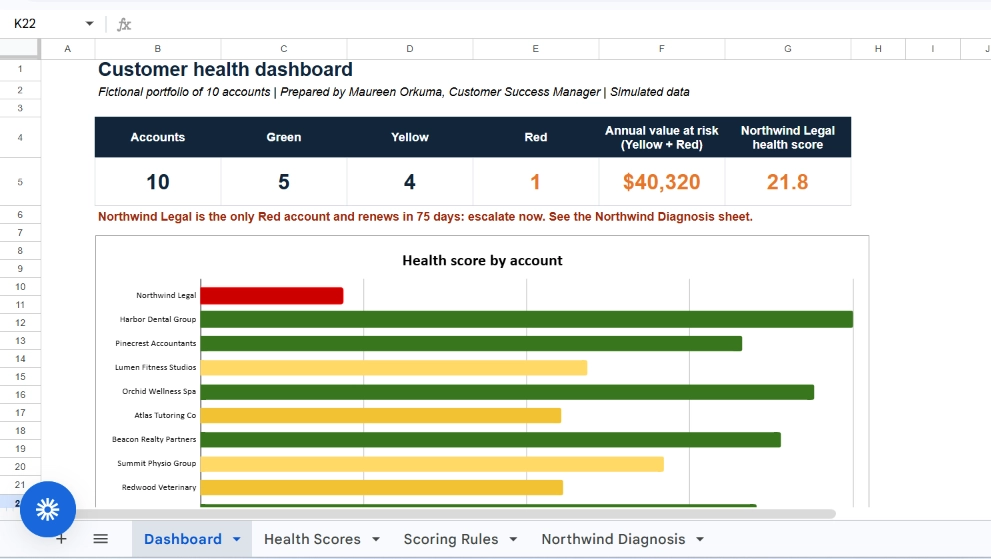 K22
fx
A B C D E F G H I J
1 Customer health dashboard
2 Fictional portfolio of 10 accounts | Prepared by Maureen Orkuma, Customer Success Manager | Simulated data
3
4 Accounts Green Yellow Red Annual value at risk (Yellow + Red) Northwind Legal health score
5 10 5 4 1 $40,320 21.8
6 Northwind Legal is the only Red account and renews in 75 days: escalate now. See the Northwind Diagnosis sheet.
7
8
Health score by account
9
10
Northwind Legal
11
12
Harbor Dental Group
13
Pinecrest Accountants
14
Lumen Fitness Studios
15
16
Orchid Wellness Spa
17
Atlas Tutoring Co
18
Beacon Realty Partners
19
20
Summit Physio Group
21
Redwood Veterinary
Dashboard Health Scores Scoring Rules Northwind Diagnosis